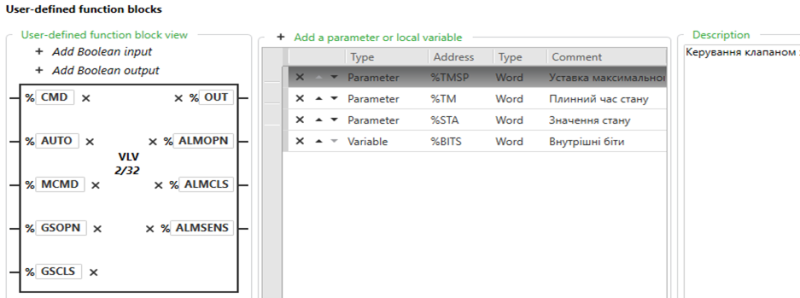 User-defined function blocks
User-defined function block view
+ Add Boolean input
+ Add Boolean output
% CMD × × % OUT
% AUTO × × % ALMOPN
VLV
2/32
% MCMD × × % ALMCLS
% GSOPN × × % ALMSENS
% GSCLS ×
+ Add a parameter or local variable
Type Address Type Comment
Parameter %TMSP Word Уставка максимально
Parameter %TM Word Плинний час стану
Parameter %STA Word Значення стану
Variable %BITS Word Внутрішні біти
Description
Керування клапаном